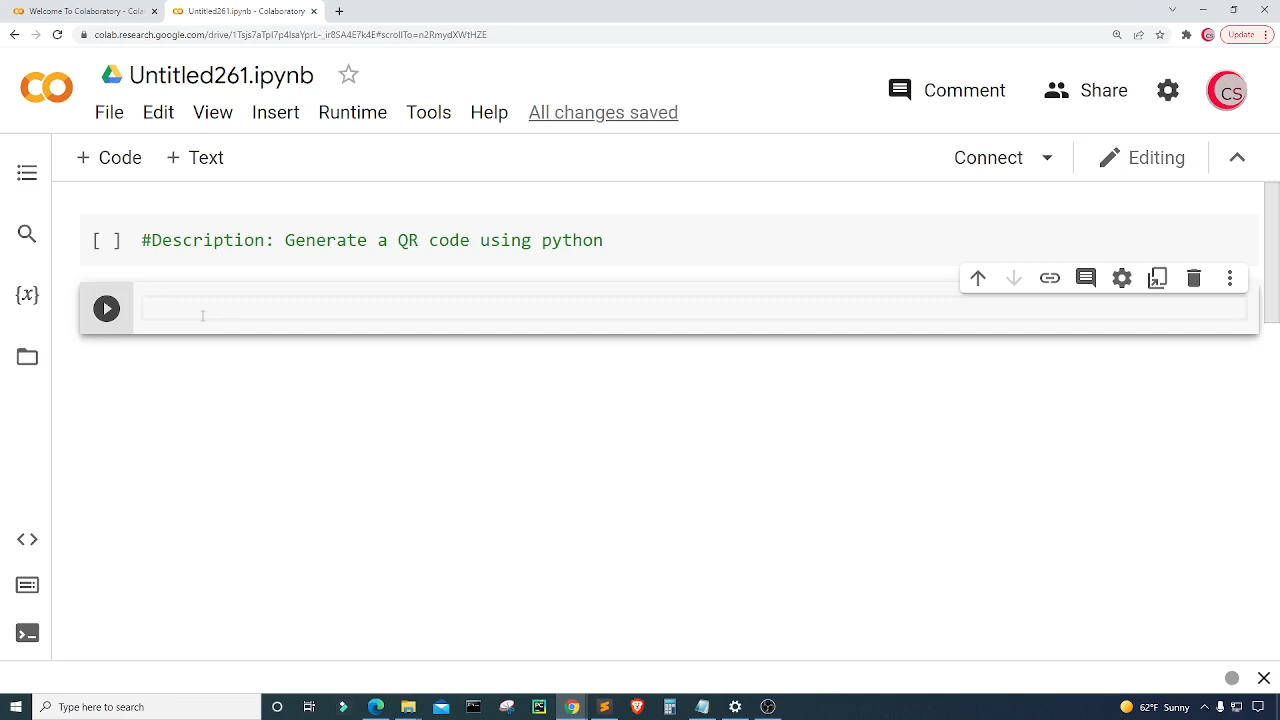 Welcome To Colaboratory - Colab
Untitled261.ipynb - Colaboratory
colab.research.google.com/drive/1Tsjs7aTpI7p4IsaYprL-_ir8SA4E7k4E#scrollTo=n2RmydXWtHZE
Update
Untitled261.ipynb
Comment
Share
CS
File Edit View Insert Runtime Tools Help All changes saved
+ Code + Text
Connect
Editing
[ ] #Description: Generate a QR code using python
{x}
Type here to search
62°F Sunny